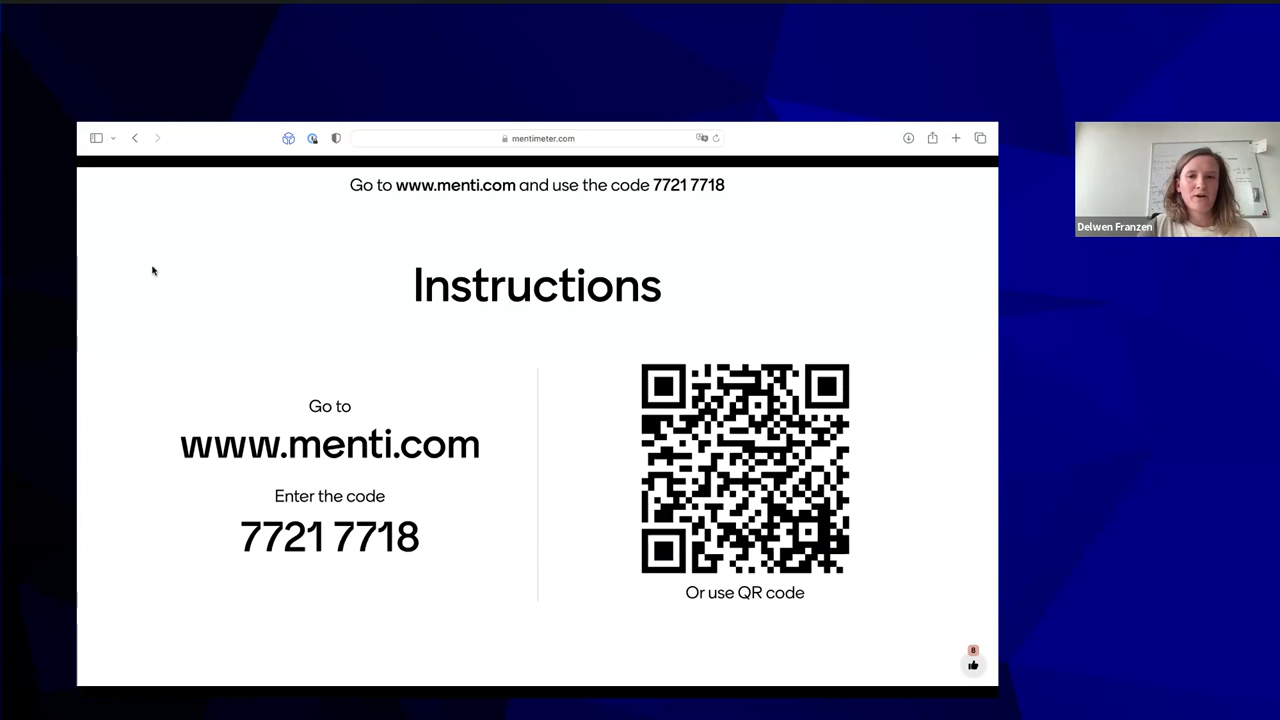 mentimeter.com
Go to www.menti.com and use the code 7721 7718
Instructions
Go to
www.menti.com
Enter the code
7721 7718
Or use QR code
8
Delwen Franzen